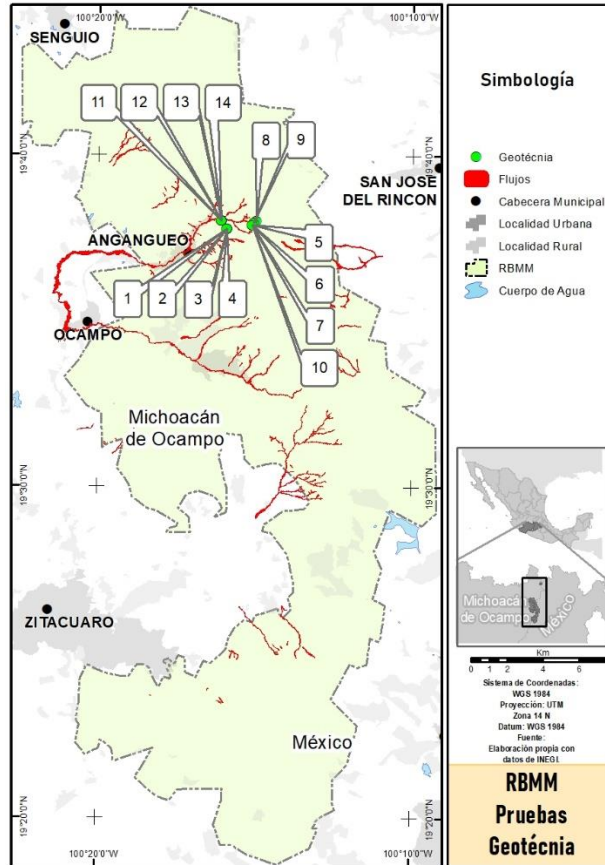 100°20'0"W
100°10'0"W
SENGUIO
11
12
13
14
8
9
19°40'0"N
19°40'0"N
SAN JOSE
DEL RINCON
ANGANGUEO
1
2
3
4
5
6
7
10
OCAMPO
Michoacán
de Ocampo
19°30'0"N
19°30'0"N
ZITACUARO
México
19°20'0"N
19°20'0"N
100°20'0"W
100°10'0"W
Simbología
Geotécnia
Flujos
Cabecera Municipal
Localidad Urbana
Localidad Rural
RBMM
Cuerpo de Agua
Michoacán
de Ocampo
México
Km
0 1 2 4 6
Sistema de Coordenadas:
WGS 1984
Proyección: UTM
Zona 14 N
Datum: WGS 1984
Fuente:
Elaboración propia con
datos de INEGI.
RBMM
Pruebas
Geotécnia